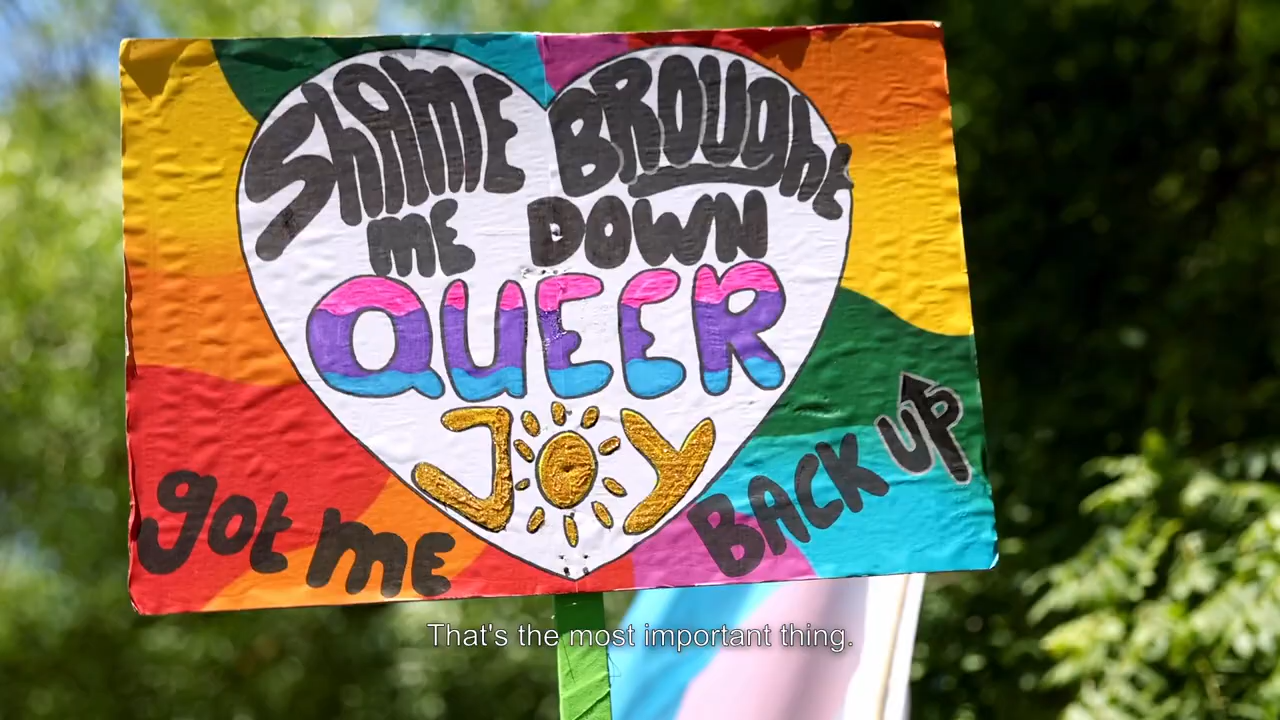 ShAME BROUGht
ME DOWN
QUEER
JOY
got ME BACK UP
That's the most important thing.